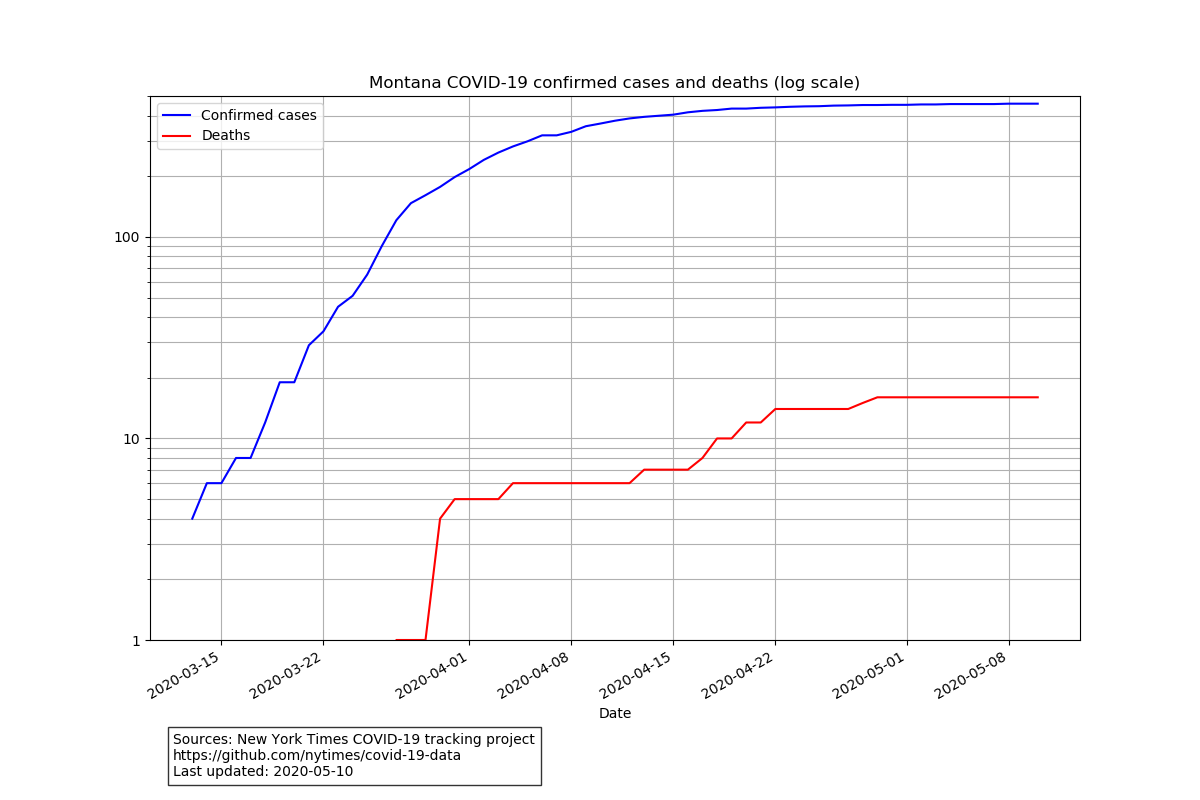 Montana COVID-19 confirmed cases and deaths (log scale)
Confirmed cases
Deaths
100
10
1
2020-03-15
2020-03-22
2020-04-01
2020-04-08
2020-04-15
2020-04-22
2020-05-01
2020-05-08
Date
Sources: New York Times COVID-19 tracking project
https://github.com/nytimes/covid-19-data
Last updated: 2020-05-10